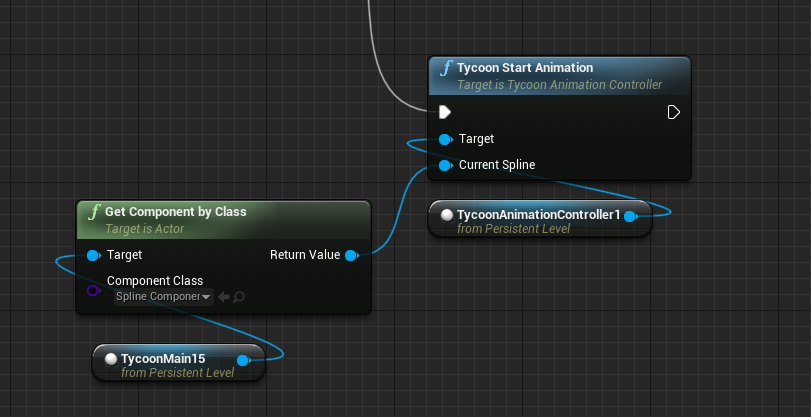 f Tycoon Start Animation
Target is Tycoon Animation Controller
Target
Current Spline
TycoonAnimationController1
from Persistent Level
f Get Component by Class
Target is Actor
Target Return Value
Component Class
Spline Componer
TycoonMain15
from Persistent Level